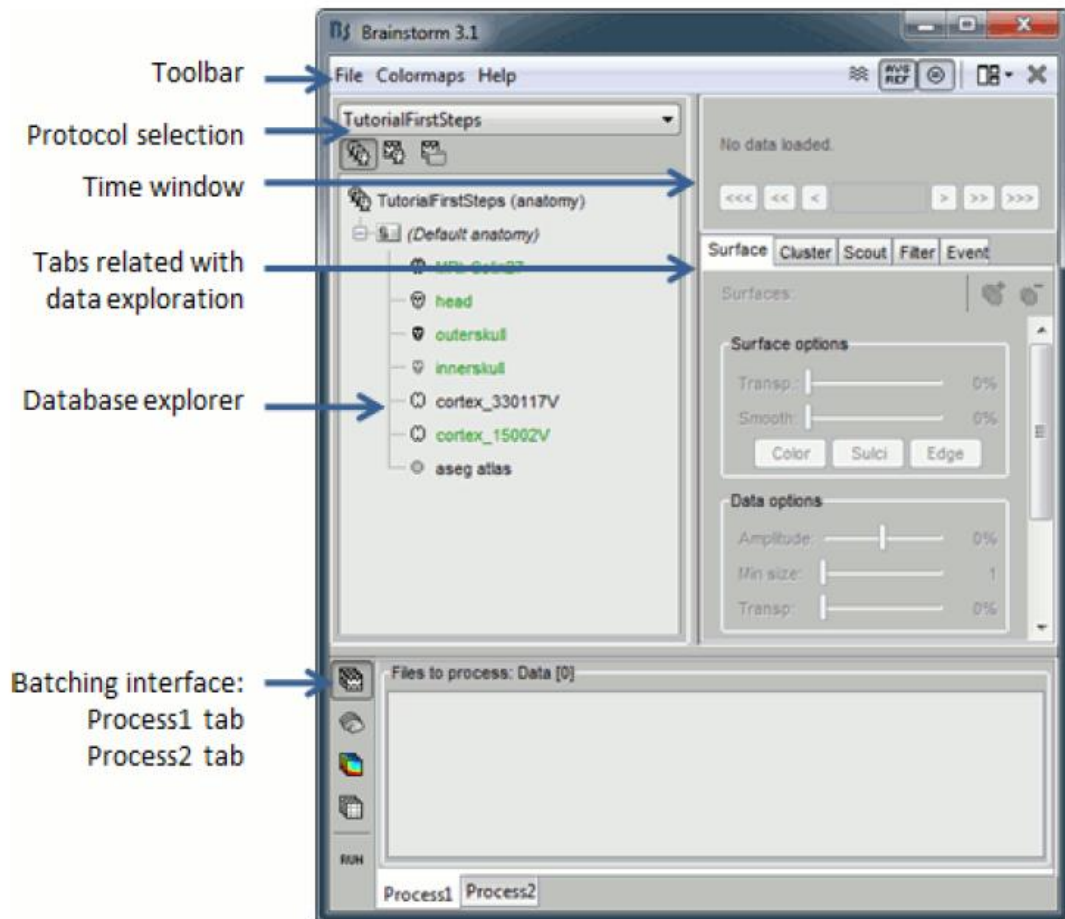 Brainstorm 3.1
Toolbar
File Colormaps Help
AVG
REF
Protocol selection
TutorialFirstSteps
Time window
No data loaded.
<<< << < > >> >>>
TutorialFirstSteps (anatomy)
(Default anatomy)
Tabs related with
data exploration
Surface Cluster Scout Filter Event
head
outerskull
innerskull
Database explorer
cortex_330117V
cortex_15002V
aseg atlas
Surfaces:
Surface options
Transp.: 0%
Smooth: 0%
Color Sulci Edge
Data options
Amplitude: 0%
Min size: 1
Transp: 0%
Batching interface:
Process1 tab
Process2 tab
Files to process: Data [0]
RUN
Process1 Process2